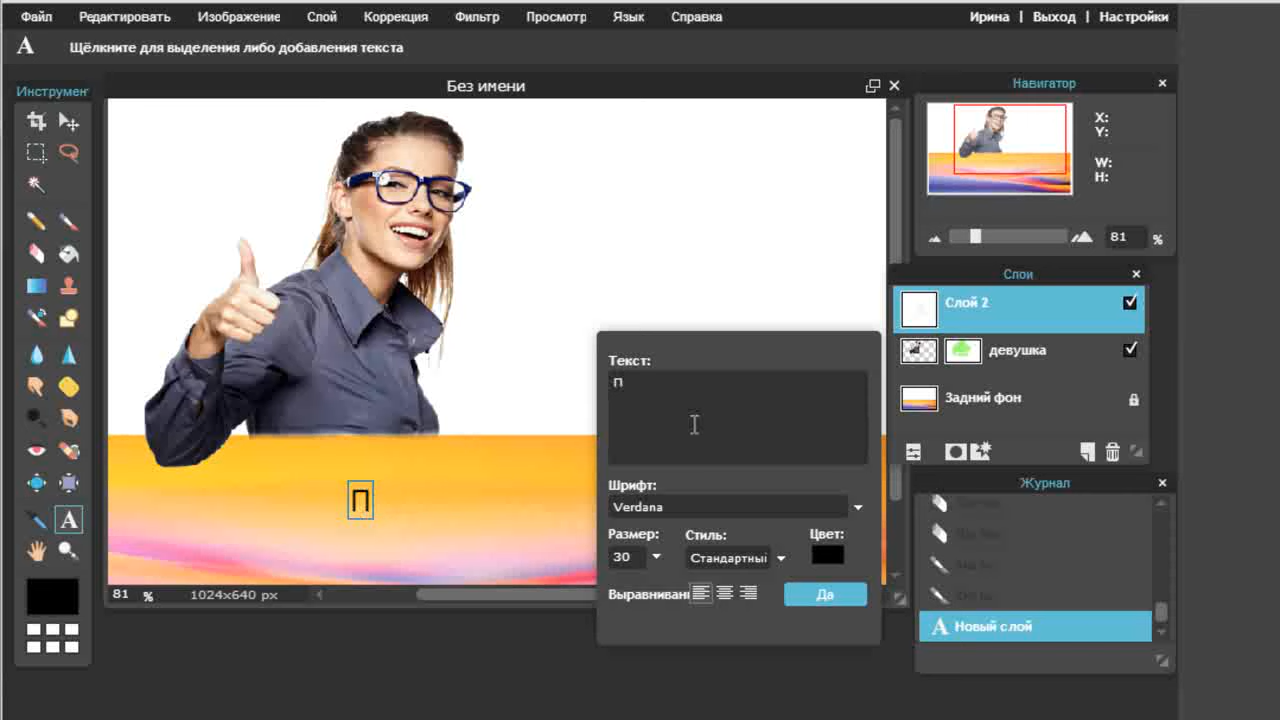 Файл Редактировать Изображение Слой Коррекция Фильтр Просмотр Язык Справка Ирина | Выход | Настройки
A Щёлкните для выделения либо добавления текста
Инструмен
Без имени
Навигатор
X:
Y:
W:
H:
81 %
Слои
Слой 2
девушка
Задний фон
Текст:
П
П
Шрифт:
Verdana
Размер: Стиль: Цвет:
30 Стандартный
Выравнивани
Да
81 % 1024x640 px
A
Журнал
A Новый слой